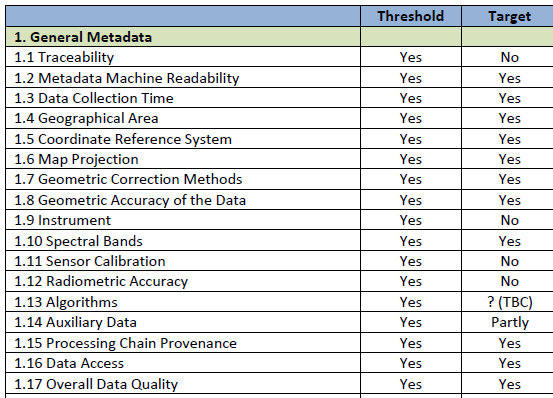 Threshold Target
1. General Metadata
1.1 Traceability Yes No
1.2 Metadata Machine Readability Yes Yes
1.3 Data Collection Time Yes Yes
1.4 Geographical Area Yes Yes
1.5 Coordinate Reference System Yes Yes
1.6 Map Projection Yes Yes
1.7 Geometric Correction Methods Yes Yes
1.8 Geometric Accuracy of the Data Yes Yes
1.9 Instrument Yes No
1.10 Spectral Bands Yes Yes
1.11 Sensor Calibration Yes No
1.12 Radiometric Accuracy Yes No
1.13 Algorithms Yes ? (TBC)
1.14 Auxiliary Data Yes Partly
1.15 Processing Chain Provenance Yes Yes
1.16 Data Access Yes Yes
1.17 Overall Data Quality Yes Yes